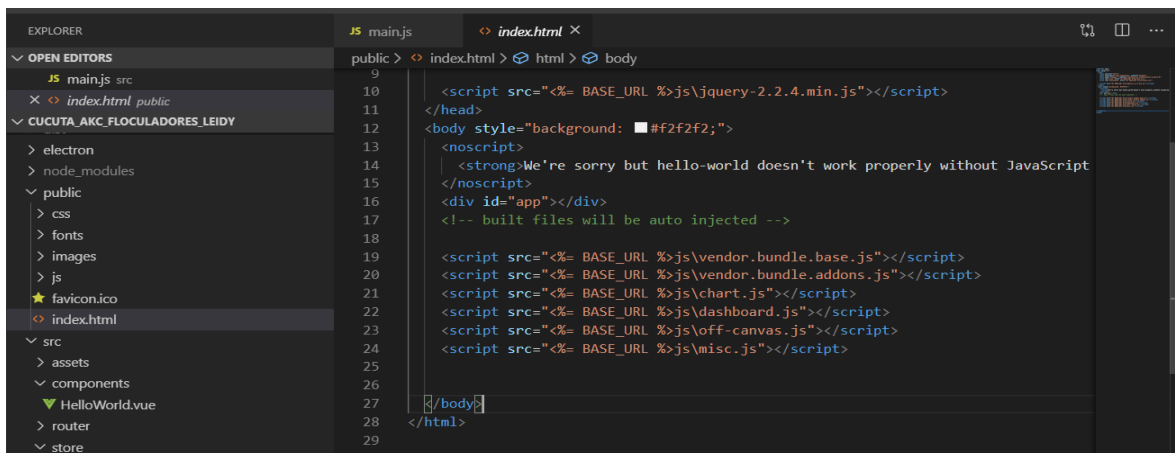 EXPLORER
OPEN EDITORS
JS main.js src
index.html public
CUCUTA_AKC_FLOCULADORES_LEIDY
electron
node_modules
public
css
fonts
images
js
favicon.ico
index.html
src
assets
components
HelloWorld.vue
router
store
JS main.js
<> index.html
public > <> index.html > html > body
9
10 <script src="<%= BASE_URL %>js\jquery-2.2.4.min.js"></script>
11 </head>
12 <body style="background: #f2f2f2;">
13 <noscript>
14 <strong>We're sorry but hello-world doesn't work properly without JavaScript
15 </noscript>
16 <div id="app"></div>
17 <!-- built files will be auto injected -->
18
19 <script src="<%= BASE_URL %>js\vendor.bundle.base.js"></script>
20 <script src="<%= BASE_URL %>js\vendor.bundle.addons.js"></script>
21 <script src="<%= BASE_URL %>js\chart.js"></script>
22 <script src="<%= BASE_URL %>js\dashboard.js"></script>
23 <script src="<%= BASE_URL %>js\off-canvas.js"></script>
24 <script src="<%= BASE_URL %>js\misc.js"></script>
25
26
27 </body>
28 </html>
29